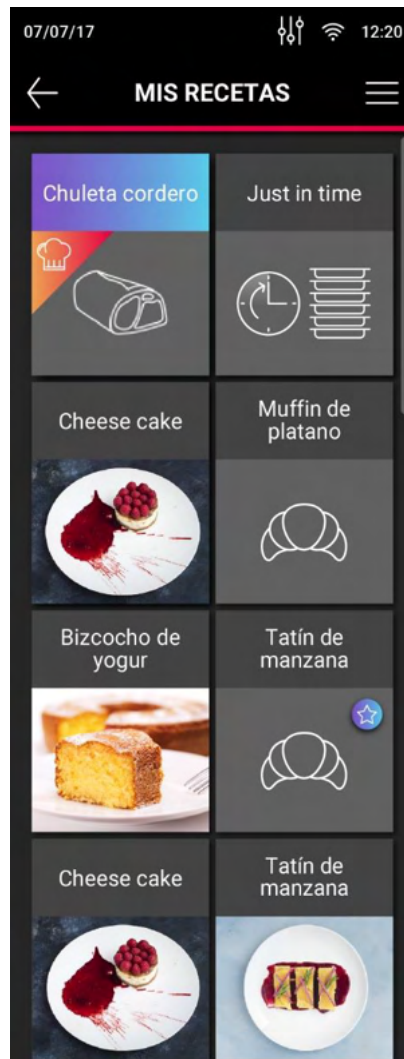 07/07/17 12:20
MIS RECETAS
Chuleta cordero
Just in time
Cheese cake
Muffin de
platano
Bizcocho de
yogur
Tatín de
manzana
Cheese cake
Tatín de
manzana